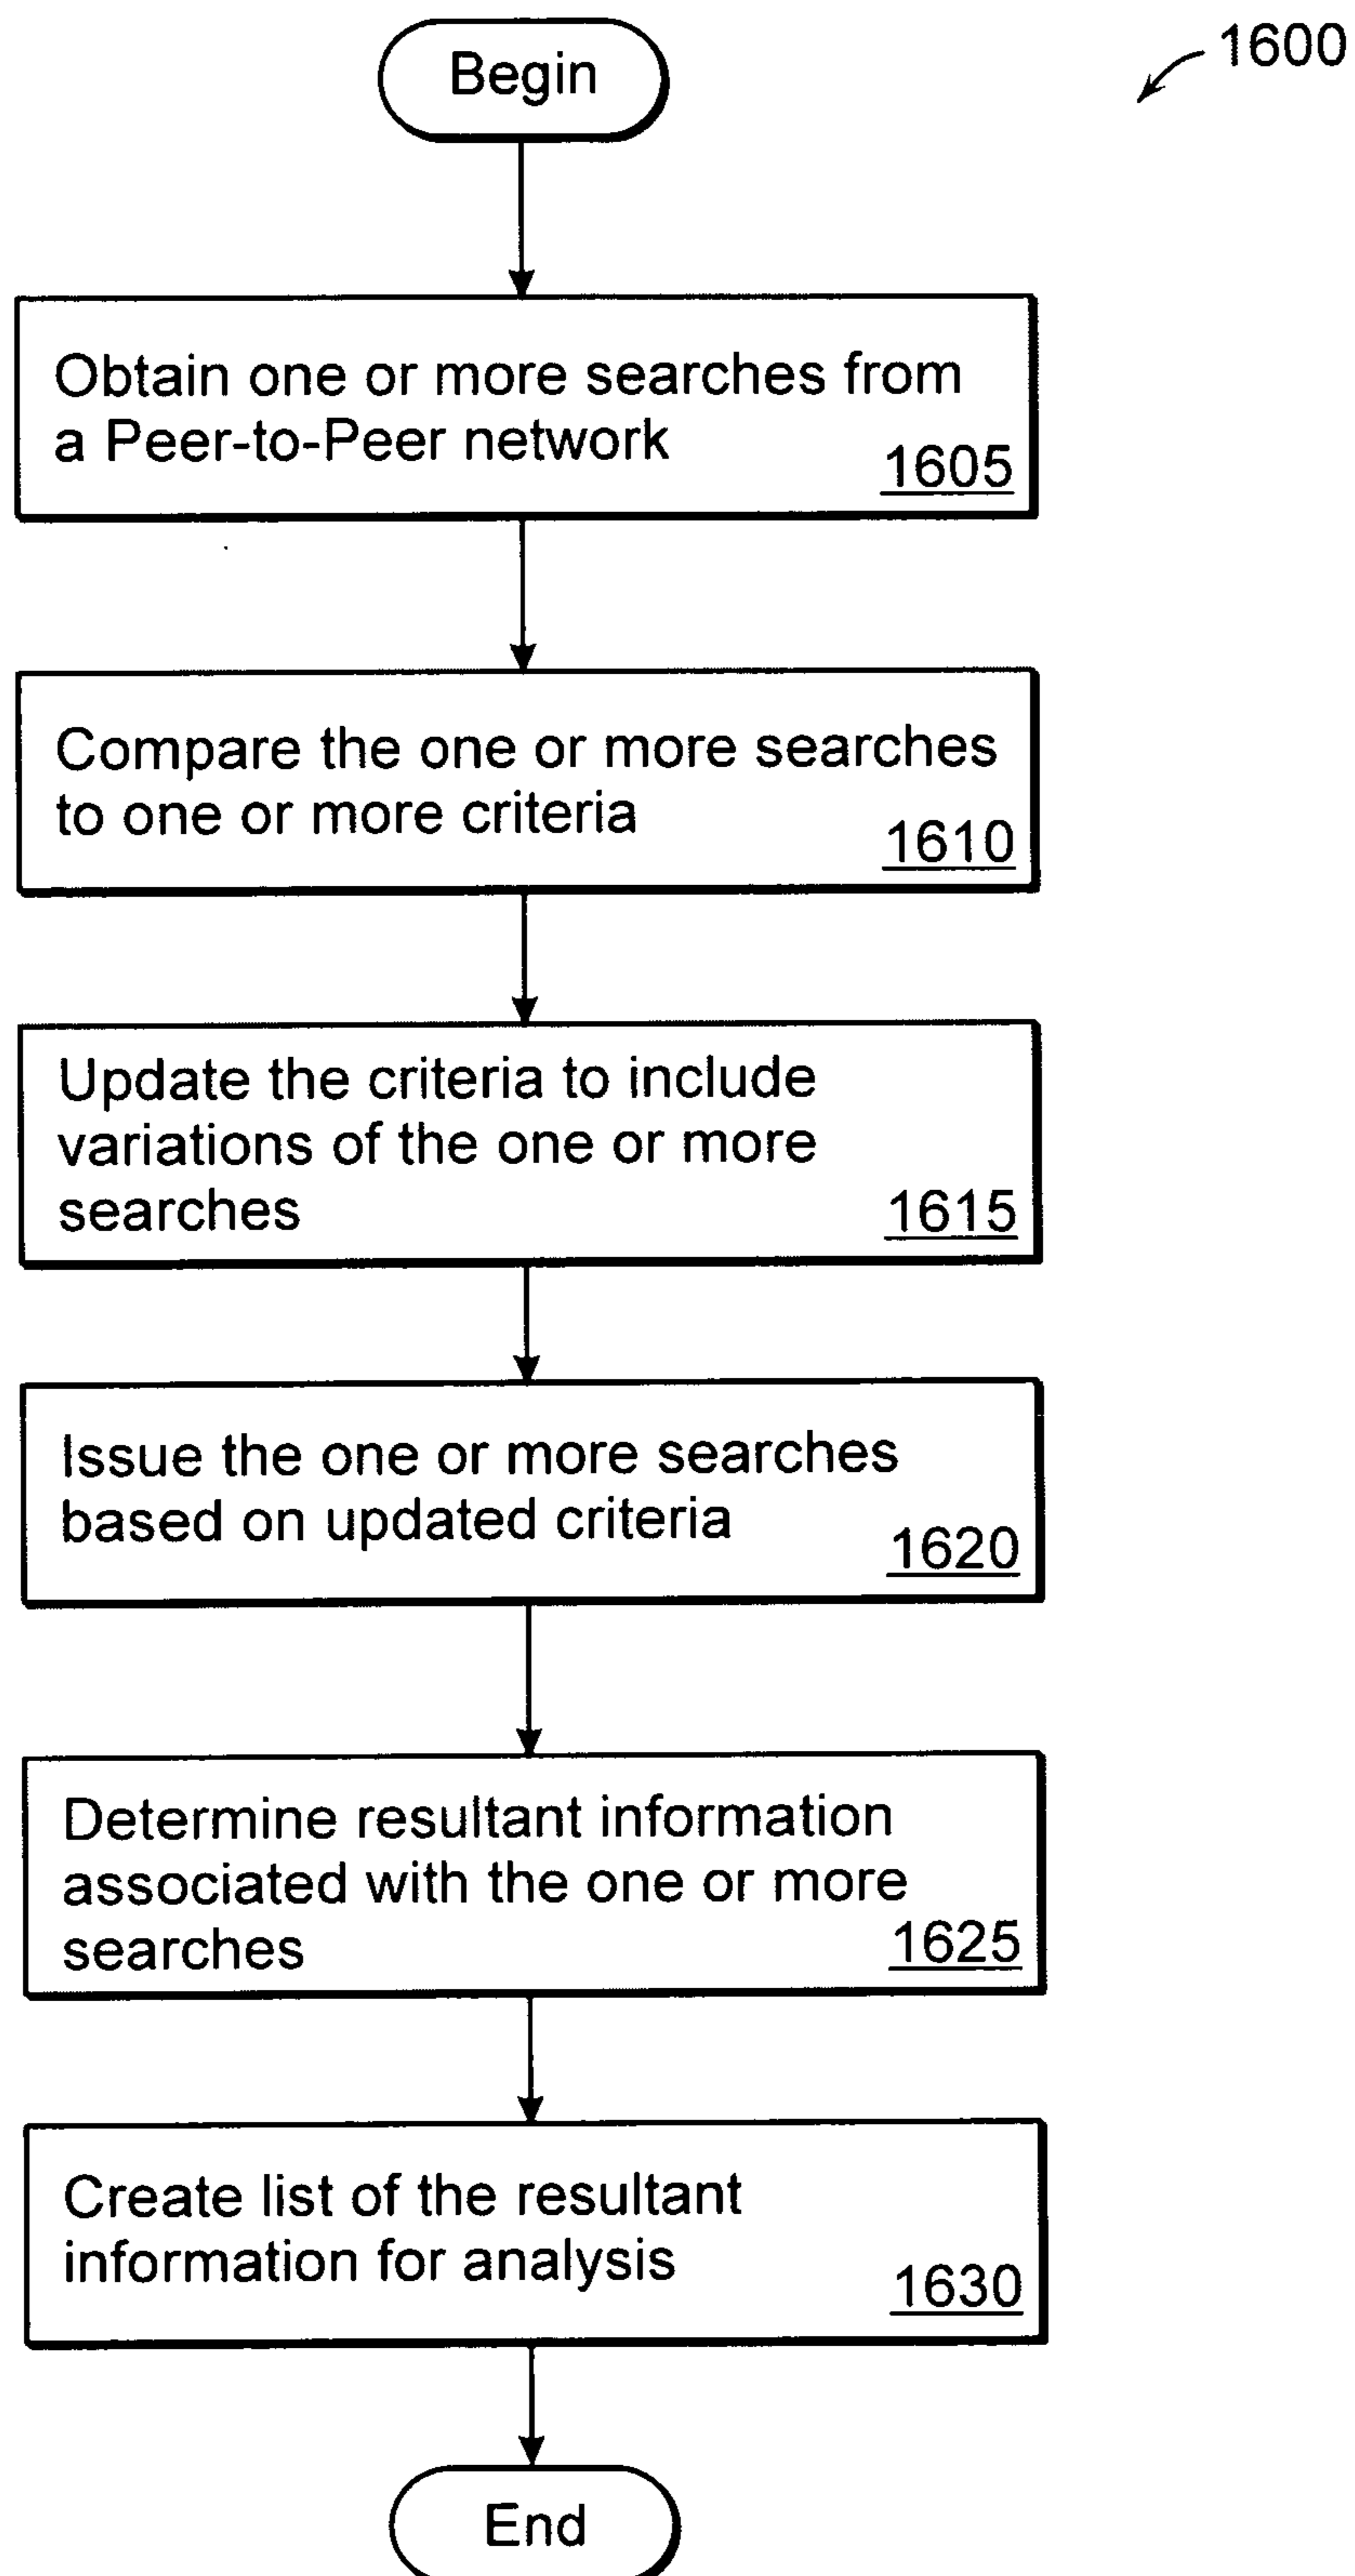 Begin
1600
Obtain one or more searches from
a Peer-to-Peer network
1605
Compare the one or more searches
to one or more criteria
1610
Update the criteria to include
variations of the one or more
searches
1615
Issue the one or more searches
based on updated criteria
1620
Determine resultant information
associated with the one or more
searches
1625
Create list of the resultant
information for analysis
1630
End